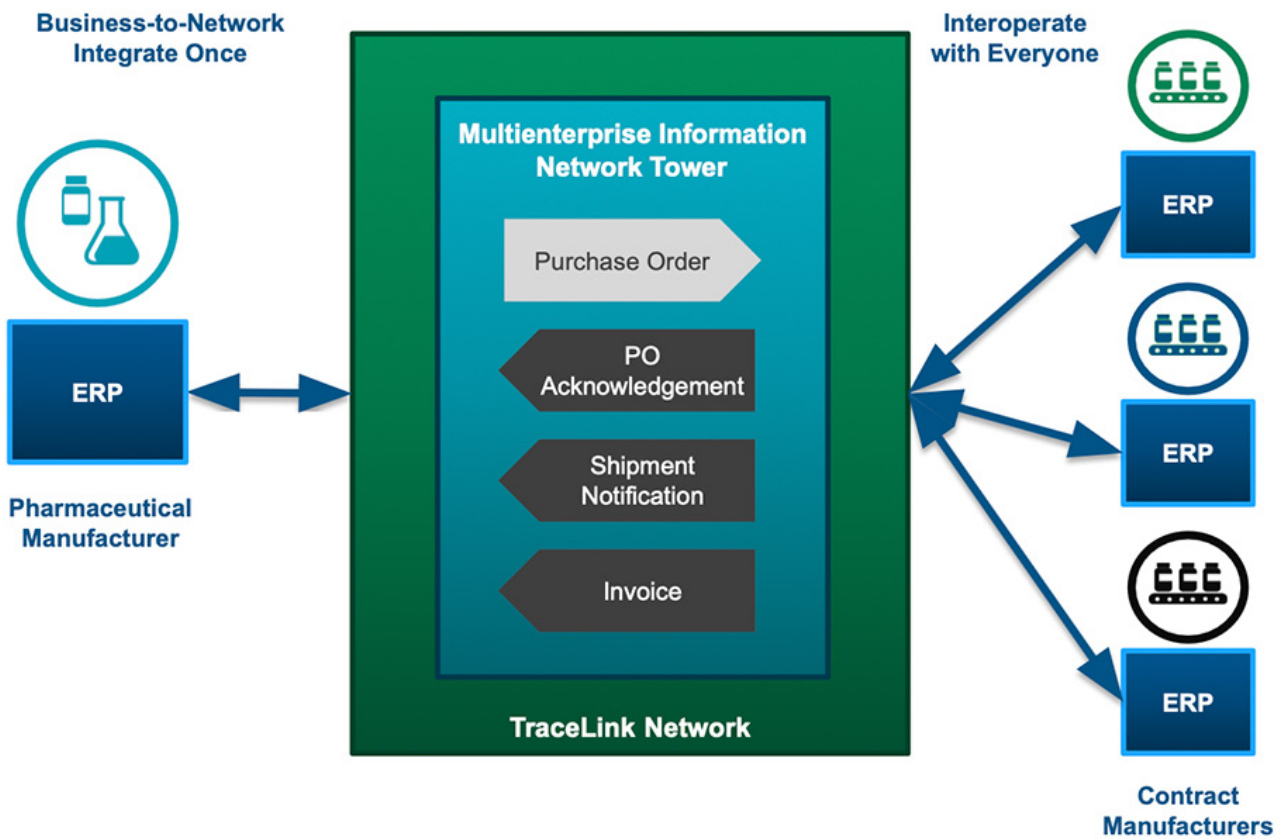 Business-to-Network
Integrate Once
Interoperate
with Everyone
Multienterprise Information
Network Tower
Purchase Order
PO
Acknowledgement
Shipment
Notification
Invoice
TraceLink Network
ERP
Pharmaceutical
Manufacturer
ERP
ERP
ERP
Contract
Manufacturers